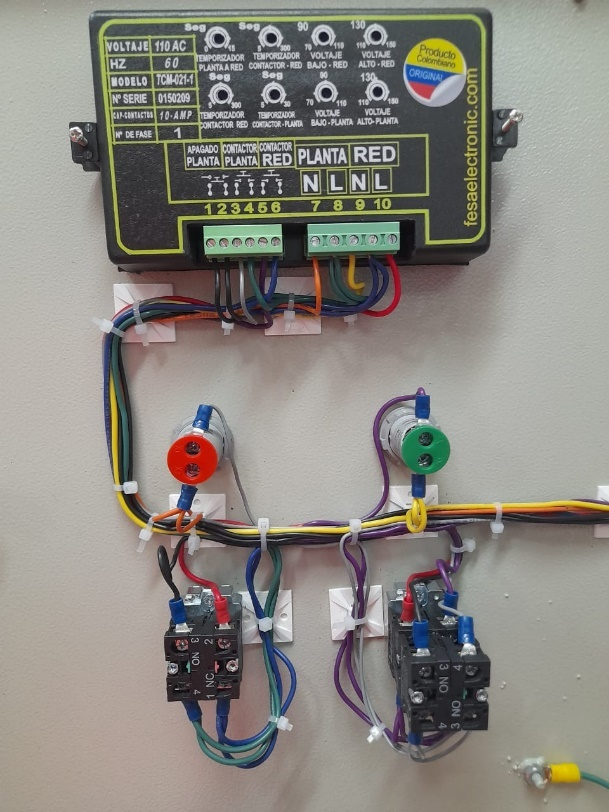 VOLTAJE 110 AC
HZ 60
MODELO TCM-021-1
Nº SERIE 0150209
CAP-CONTACTOS 10-AMP
Nº DE FASE 1
Seg Seg 90 130
5 15 5 300 70 110 110 150
TEMPORIZADOR PLANTA A RED
TEMPORIZADOR CONTACTOR - RED
VOLTAJE BAJO - RED
VOLTAJE ALTO - RED
Seg Seg 90 130
5 300 5 30 70 110 110 150
TEMPORIZADOR CONTACTOR RED
TEMPORIZADOR CONTACTOR - PLANTA
VOLTAJE BAJO - PLANTA
VOLTAJE ALTO- PLANTA
Producto
Colombiano
ORIGINAL
fesaelectronic.com
APAGADO PLANTA
CONTACTOR PLANTA
CONTACTOR RED
PLANTA RED
N L N L
1 2 3 4 5 6 7 8 9 10
3 NO 4
2 NC 1
3 NO 4
4 NO 3